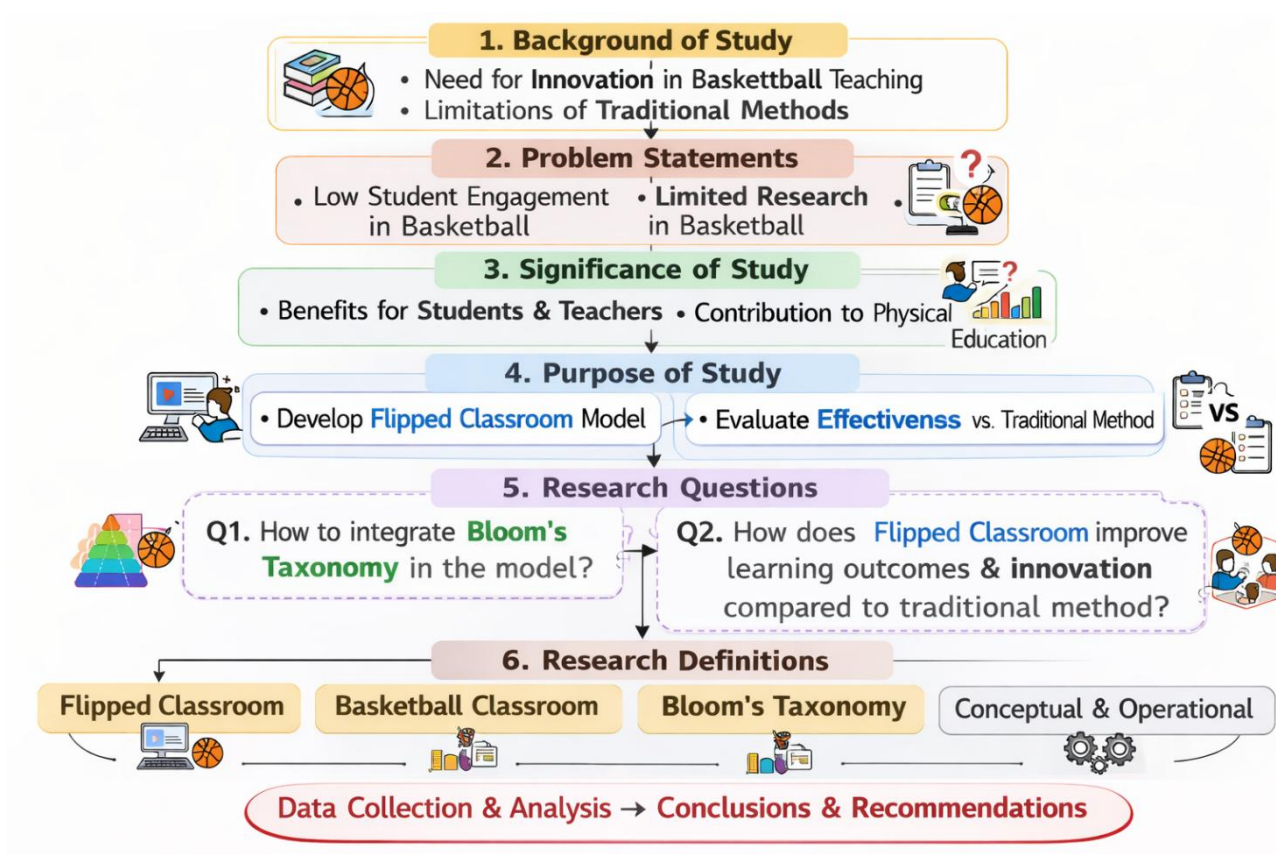 1. Background of Study
• Need for Innovation in Baskettball Teaching
• Limitations of Traditional Methods
2. Problem Statements
• Low Student Engagement
in Basketball
• Limited Research
in Basketball
•
?
3. Significance of Study
• Benefits for Students & Teachers • Contribution to Physical
Education
?
4. Purpose of Study
• Develop Flipped Classroom Model
• Evaluate Effectivenss vs. Traditional Method
VS
5. Research Questions
Q1. How to integrate Bloom's
Taxonomy in the model?
Q2. How does Flipped Classroom improve
learning outcomes & innovation
compared to traditional method?
6. Research Definitions
Flipped Classroom
Basketball Classroom
Bloom's Taxonomy
Conceptual & Operational
Data Collection & Analysis → Conclusions & Recommendations